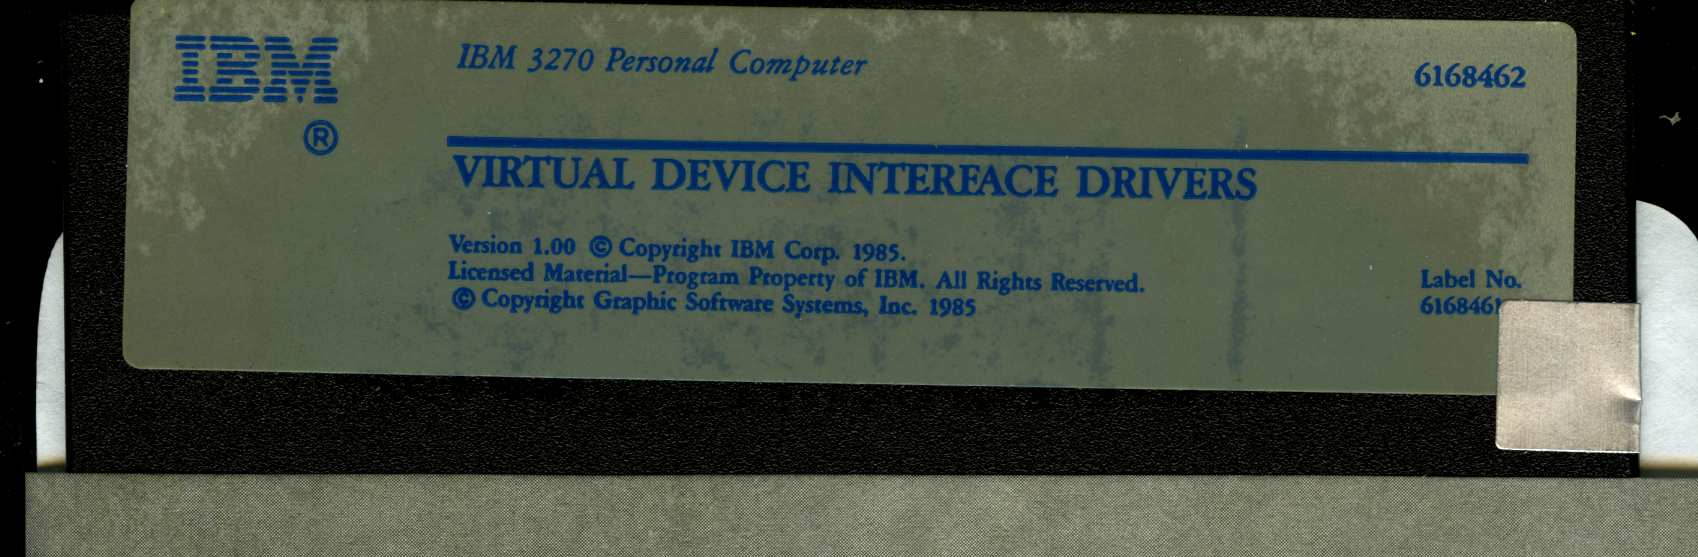 IBM
®
IBM 3270 Personal Computer
6168462
VIRTUAL DEVICE INTERFACE DRIVERS
Version 1.00 © Copyright IBM Corp. 1985.
Licensed Material—Program Property of IBM. All Rights Reserved.
© Copyright Graphic Software Systems, Inc. 1985
Label No.
6168461